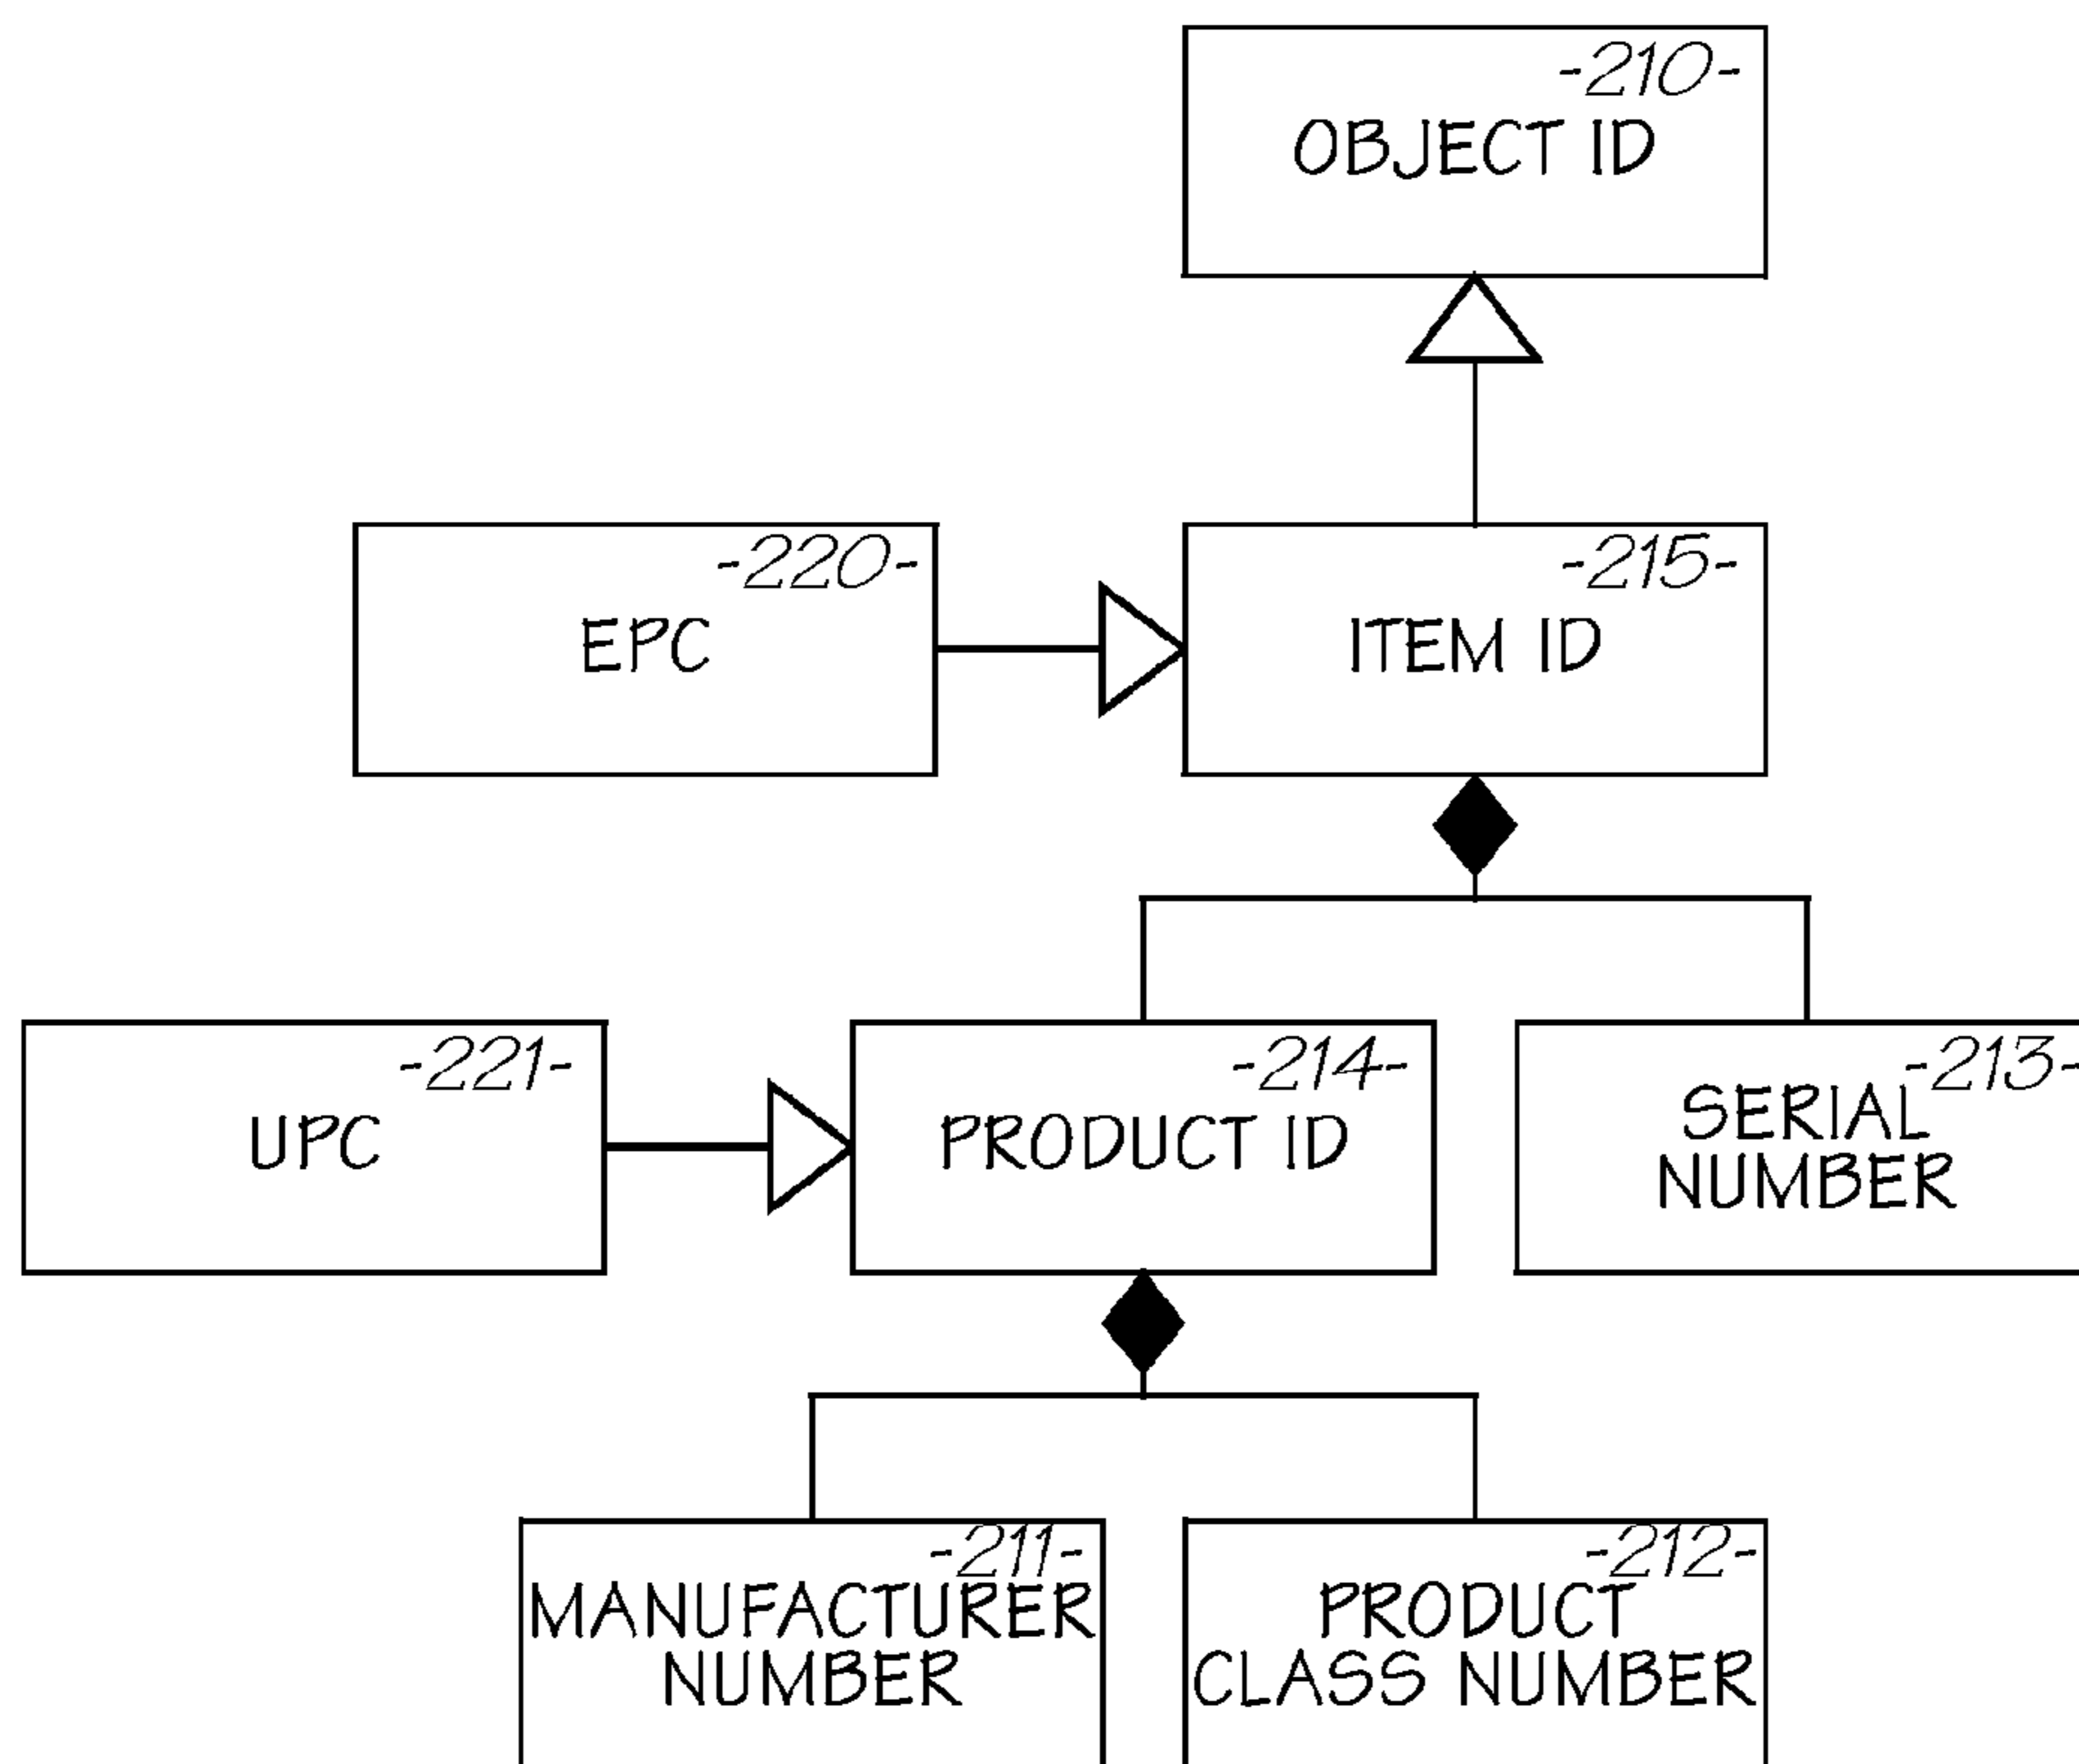 -210-
OBJECT ID
-220-
EPC
-215-
ITEM ID
-221-
UPC
-214-
PRODUCT ID
-213-
SERIAL
NUMBER
-211-
MANUFACTURER
NUMBER
-212-
PRODUCT
CLASS NUMBER